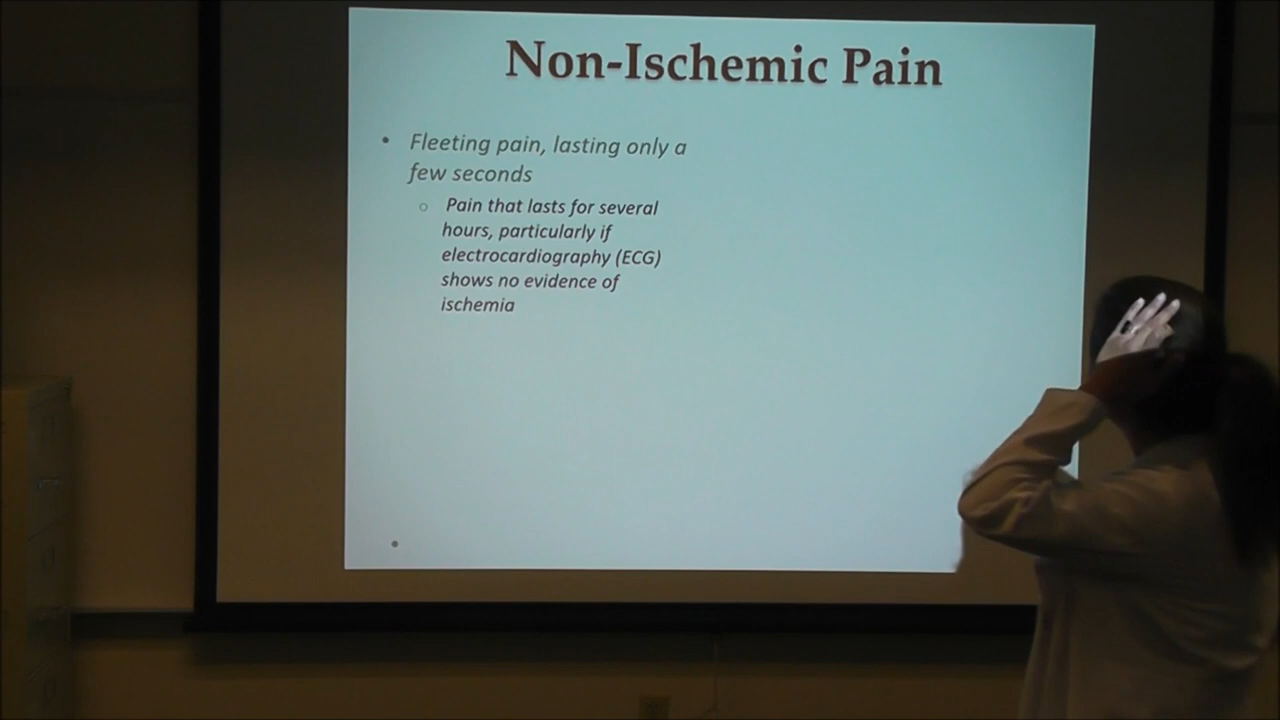 Non-Ischemic Pain
• Fleeting pain, lasting only a
few seconds
○ Pain that lasts for several
hours, particularly if
electrocardiography (ECG)
shows no evidence of
ischemia
•